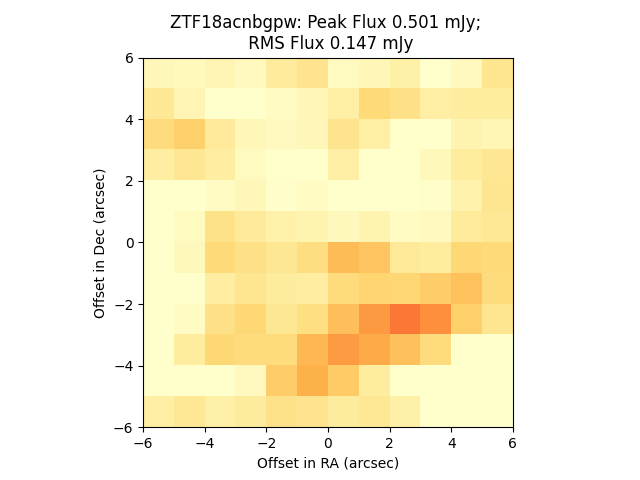 ZTF18acnbgpw: Peak Flux 0.501 mJy;
RMS Flux 0.147 mJy
6
4
2
0
−2
−4
−6
Offset in Dec (arcsec)
−6 −4 −2 0 2 4 6
Offset in RA (arcsec)